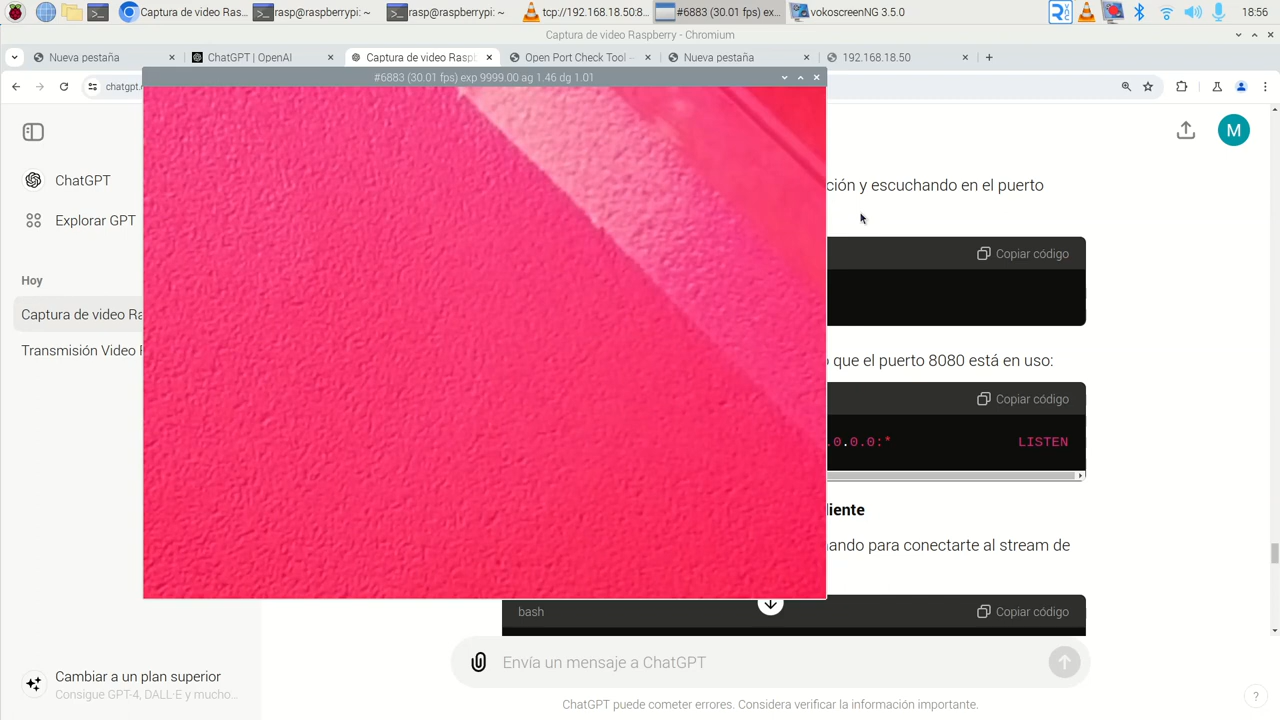 Captura de video Ras...
rasp@raspberrypi: ~
rasp@raspberrypi: ~
tcp://192.168.18.50:8...
#6883 (30.01 fps) ex...
vokoscreenNG 3.5.0
18:56
Captura de video Raspberry - Chromium
Nueva pestaña
ChatGPT | OpenAI
Captura de video Raspb
Open Port Check Tool -
Nueva pestaña
192.168.18.50
chatgpt.
#6883 (30.01 fps) exp 9999.00 ag 1.46 dg 1.01
M
ChatGPT
Explorar GPT
Hoy
Captura de video Ra
Transmisión Video R
ción y escuchando en el puerto
Copiar código
o que el puerto 8080 está en uso:
Copiar código
.0.0.0:* LISTEN
liente
nando para conectarte al stream de
bash
Copiar código
Envía un mensaje a ChatGPT
Cambiar a un plan superior
Consigue GPT-4, DALL·E y mucho...
ChatGPT puede cometer errores. Considera verificar la información importante.
?